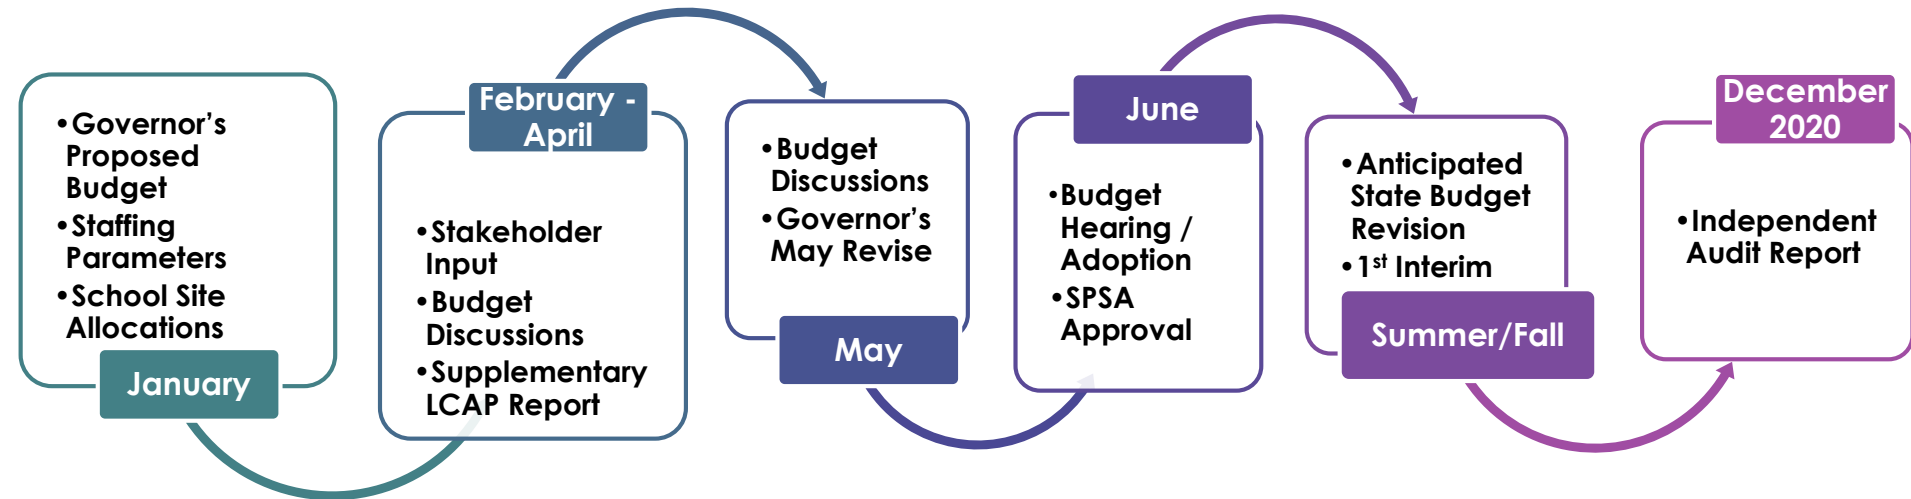 •Governor’s
Proposed
Budget
•Staffing
Parameters
•School Site
Allocations
January
February -
April
•Stakeholder
Input
•Budget
Discussions
•Supplementary
LCAP Report
•Budget
Discussions
•Governor’s
May Revise
May
June
•Budget
Hearing /
Adoption
•SPSA
Approval
•Anticipated
State Budget
Revision
•1st Interim
Summer/Fall
December
2020
•Independent
Audit Report